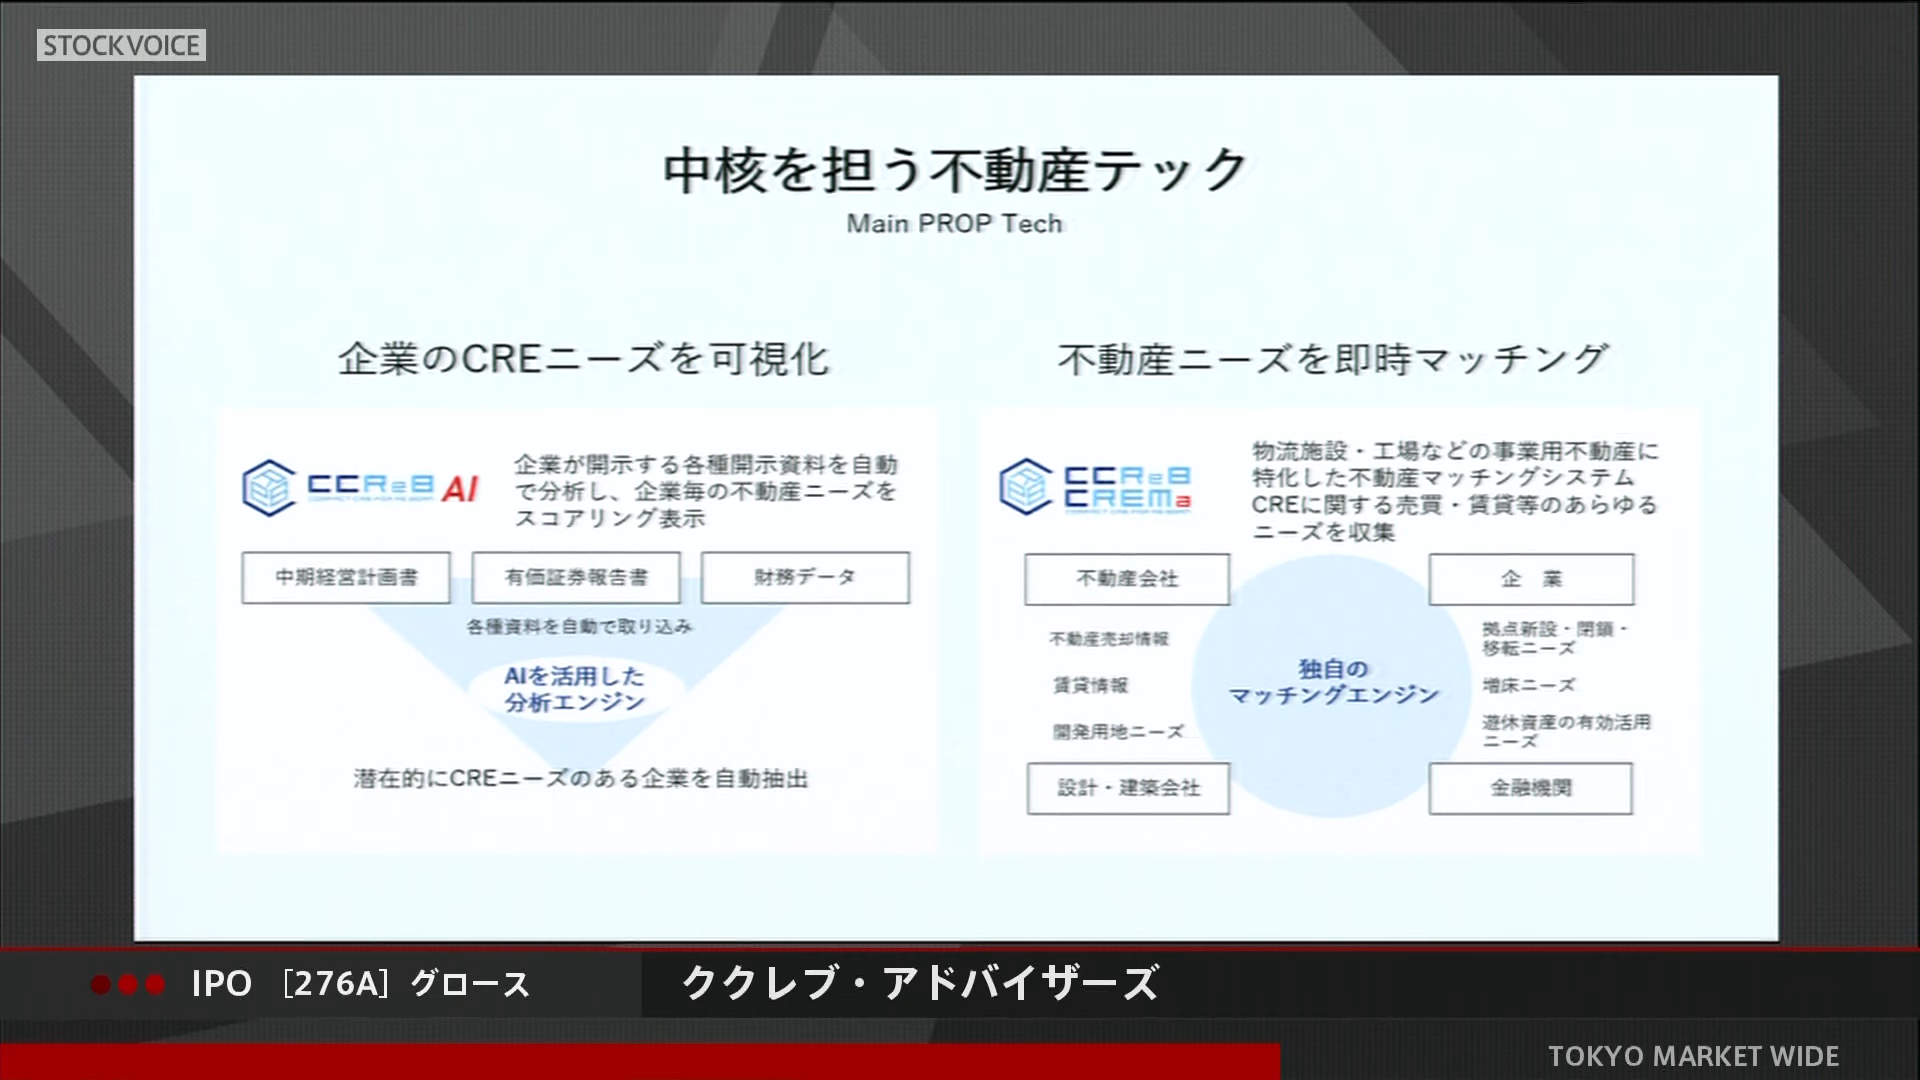 STOCKVOICE
中核を担う不動産テック
Main PROP Tech
企業のCREニーズを可視化
CCReB AI
企業が開示する各種開示資料を自動
で分析し、企業毎の不動産ニーズを
スコアリング表示
中期経営計画書
有価証券報告書
財務データ
各種資料を自動で取り込み
AIを活用した
分析エンジン
潜在的にCREニーズのある企業を自動抽出
不動産ニーズを即時マッチング
CCReB
CREMa
物流施設・工場などの事業用不動産に
特化した不動産マッチングシステム
CREに関する売買・賃貸等のあらゆる
ニーズを収集
不動産会社
企 業
不動産売却情報
賃貸情報
開発用地ニーズ
独自の
マッチングエンジン
拠点新設・閉鎖・
移転ニーズ
増床ニーズ
遊休資産の有効活用
ニーズ
設計・建築会社
金融機関
IPO [276A] グロース
ククレブ・アドバイザーズ
TOKYO MARKET WIDE